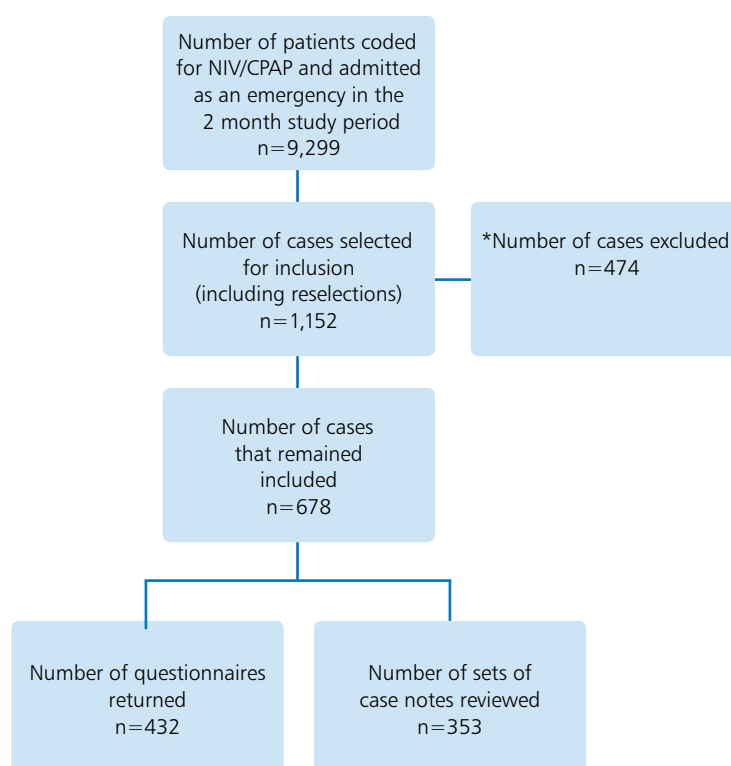 Number of patients coded
for NIV/CPAP and admitted
as an emergency in the
2 month study period
n=9,299
Number of cases selected
for inclusion
(including reselections)
n=1,152
*Number of cases excluded
n=474
Number of cases
that remained
included
n=678
Number of questionnaires
returned
n=432
Number of sets of
case notes reviewed
n=353